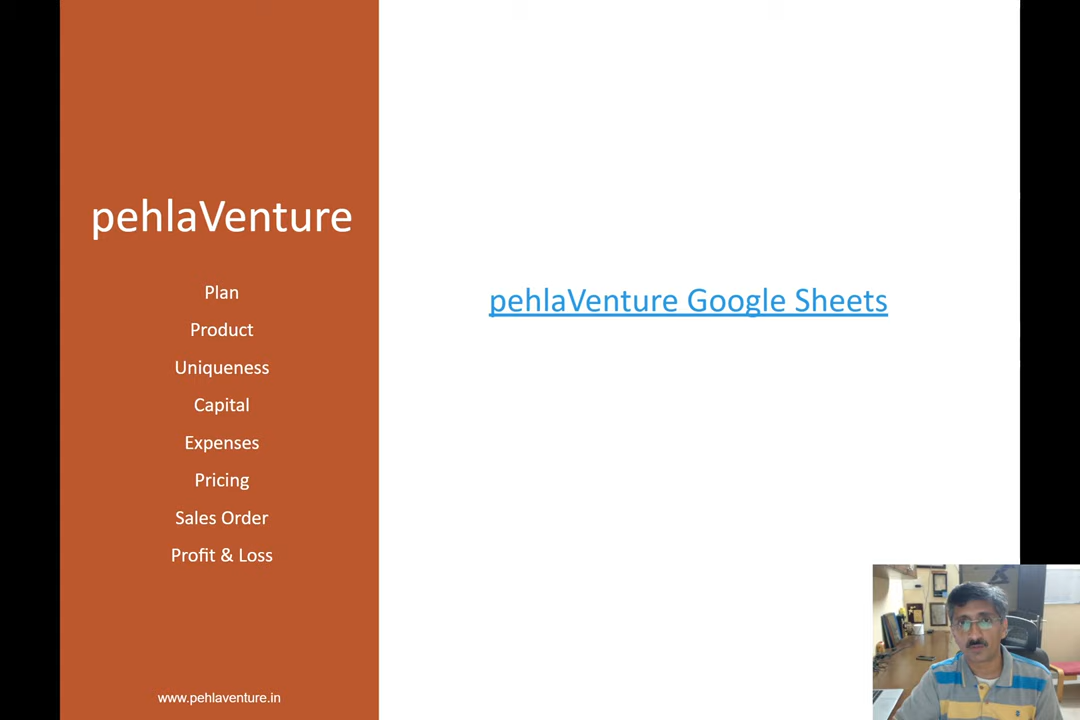 pehlaVenture
Plan
Product
Uniqueness
Capital
Expenses
Pricing
Sales Order
Profit & Loss
www.pehlaventure.in
pehlaVenture Google Sheets